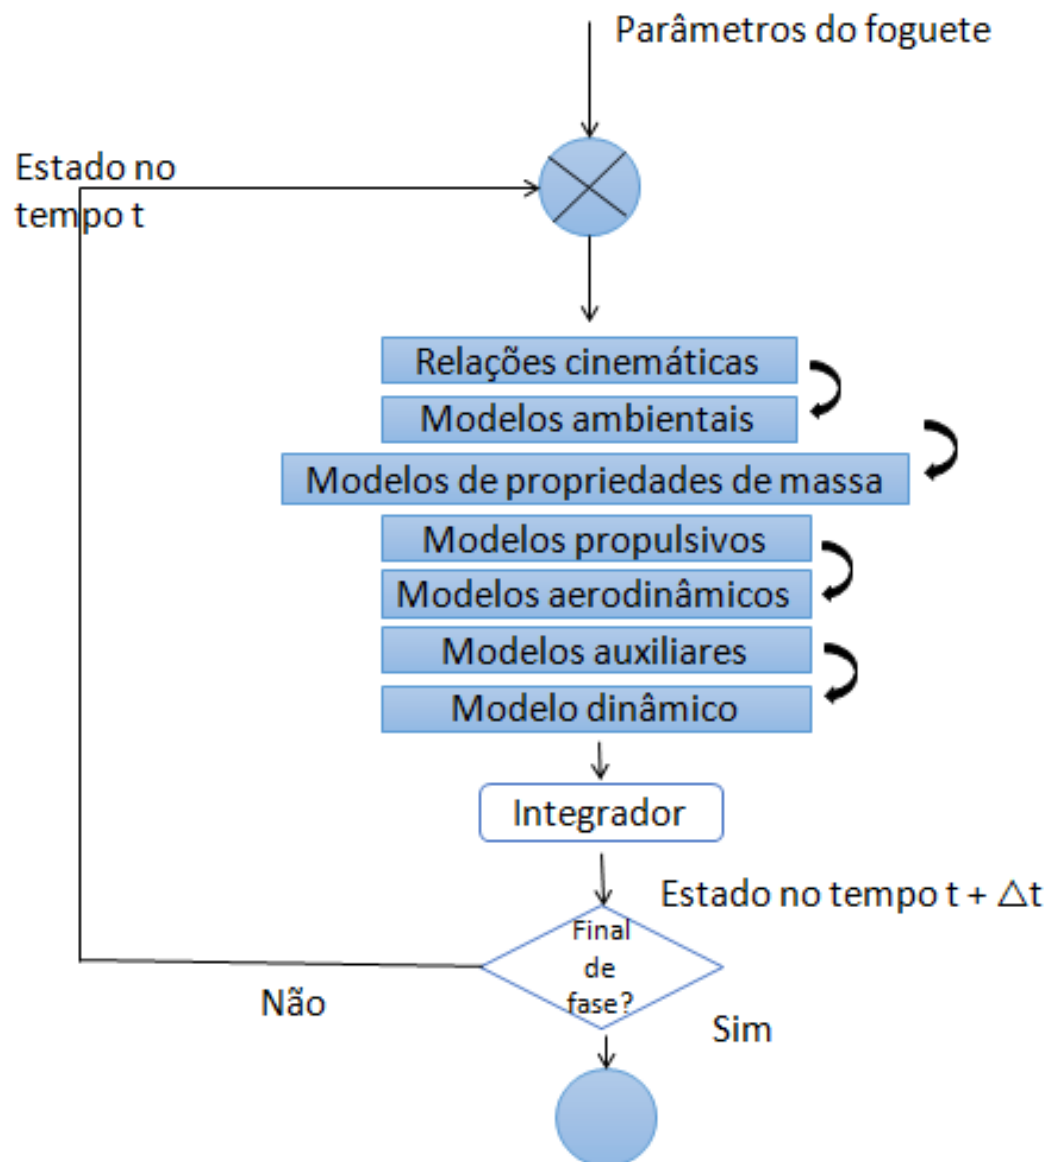 Parâmetros do foguete
Estado no
tempo t
Relações cinemáticas
Modelos ambientais
Modelos de propriedades de massa
Modelos propulsivos
Modelos aerodinâmicos
Modelos auxiliares
Modelo dinâmico
Integrador
Estado no tempo t + △t
Final
de
fase?
Não
Sim